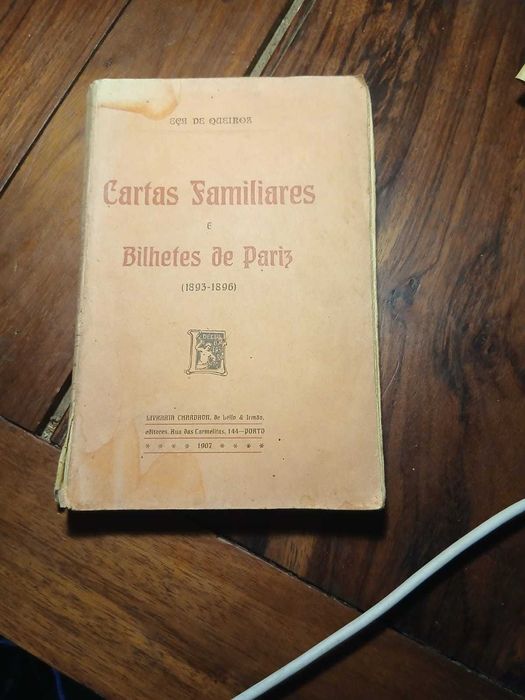 EÇA DE QUEIROZ
Cartas Familiares
E
Bilhetes de Pariz
(1893-1896)
LIVRARIA CHARDRON, de Lello & Irmão,
editores, Rua das Carmelitas, 144—PORTO
* * * * 1907 * * * *